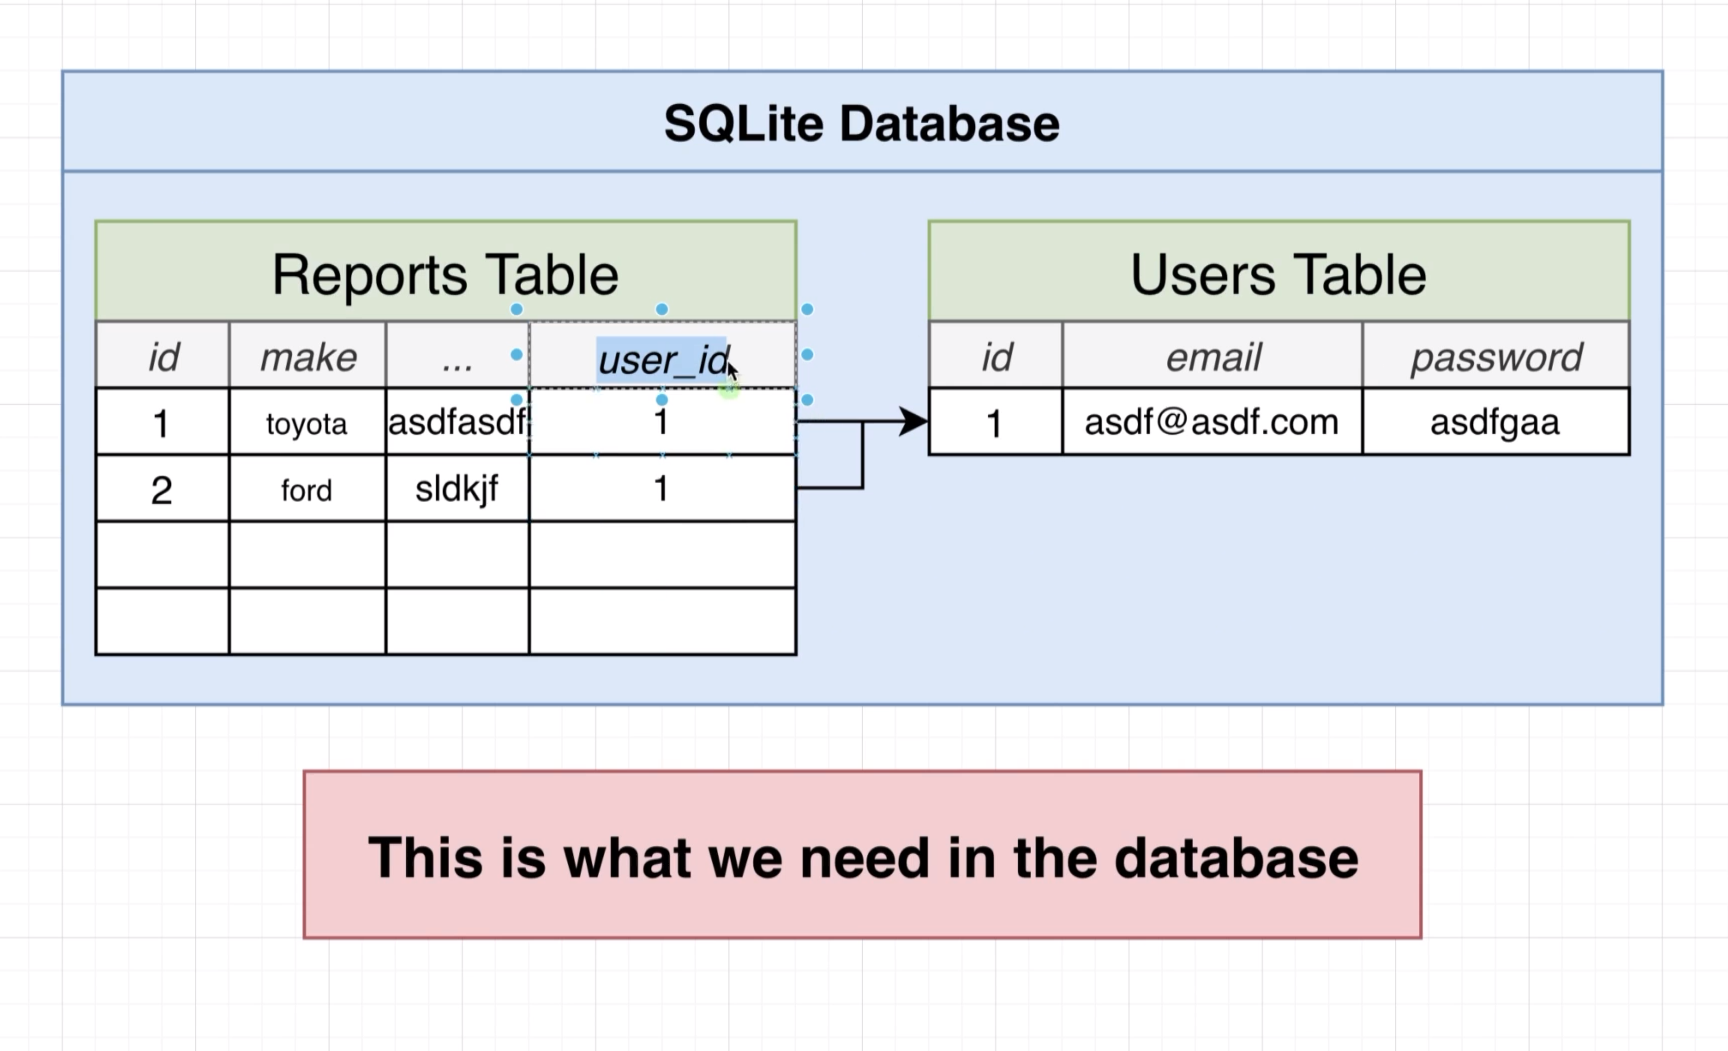 SQLite Database
Reports Table
id make ... user_id
1 toyota asdfasdf 1
2 ford sldkjf 1
Users Table
id email password
1 asdf@asdf.com asdfgaa
This is what we need in the database